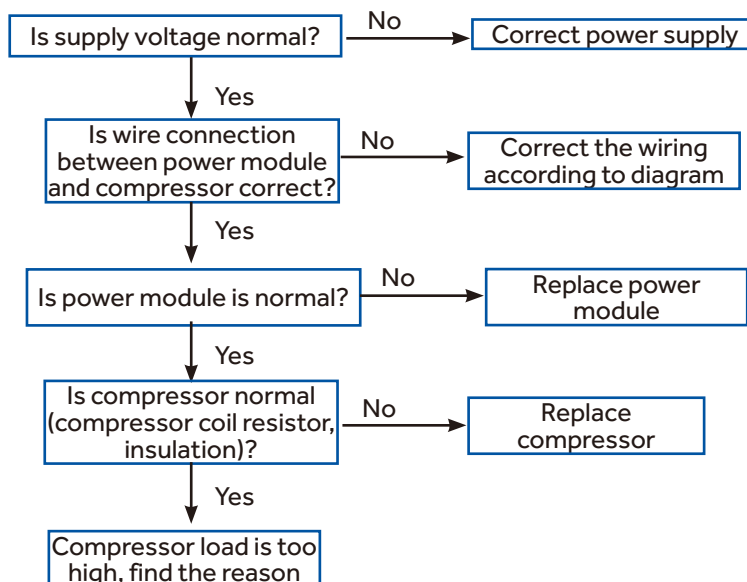 Is supply voltage normal?
No
Correct power supply
Yes
Is wire connection
between power module
and compressor correct?
No
Correct the wiring
according to diagram
Yes
Is power module is normal?
No
Replace power
module
Yes
Is compressor normal
(compressor coil resistor,
insulation)?
No
Replace
compressor
Yes
Compressor load is too
high, find the reason